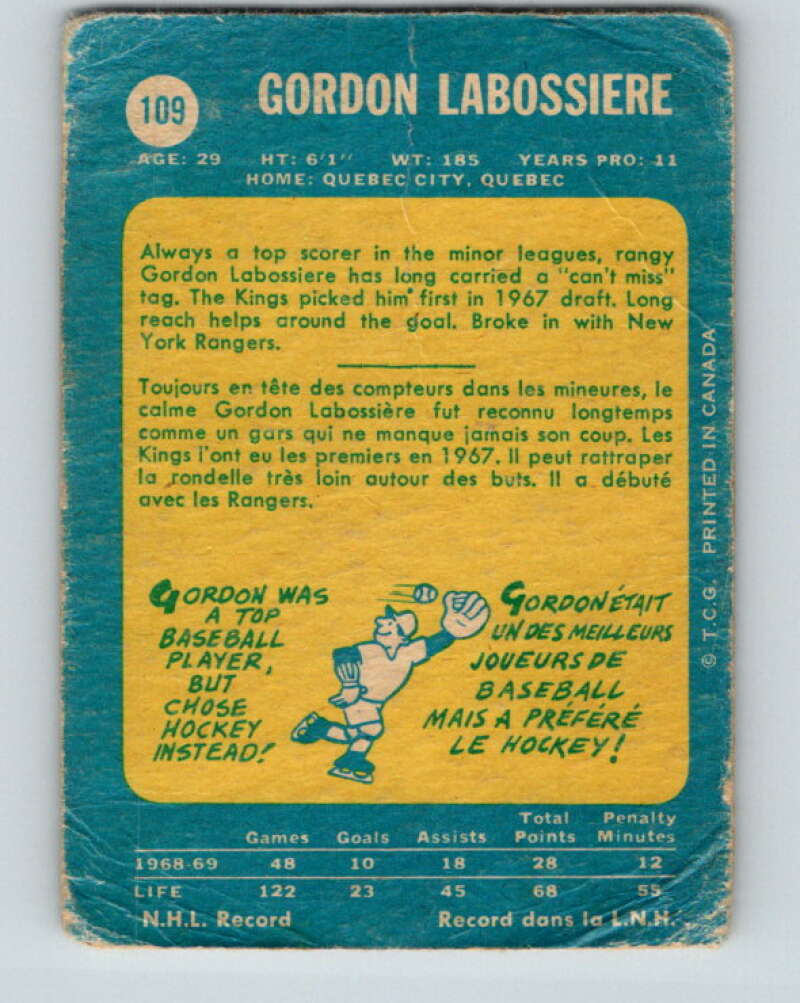 109
GORDON LABOSSIERE
AGE: 29 HT: 6'1" WT: 185 YEARS PRO: 11
HOME: QUEBEC CITY, QUEBEC
Always a top scorer in the minor leagues, rangy
Gordon Labossiere has long carried a "can't miss"
tag. The Kings picked him first in 1967 draft. Long
reach helps around the goal. Broke in with New
York Rangers.
Toujours en tête des compteurs dans les mineures, le
calme Gordon Labossière fut reconnu longtemps
comme un gars qui ne manque jamais son coup. Les
Kings l'ont eu les premiers en 1967. Il peut rattraper
la rondelle très loin autour des buts. Il a débuté
avec les Rangers.
GORDON WAS
A TOP
BASEBALL
PLAYER,
BUT
CHOSE
HOCKEY
INSTEAD!
GORDON ÉTAIT
UN DES MEILLEURS
JOUEURS DE
BASEBALL
MAIS A PRÉFÉRÉ
LE HOCKEY!
© T.C.G. PRINTED IN CANADA
Games Goals Assists Total Points Penalty Minutes
1968-69 48 10 18 28 12
LIFE 122 23 45 68 55
N.H.L. Record Record dans la L.N.H.